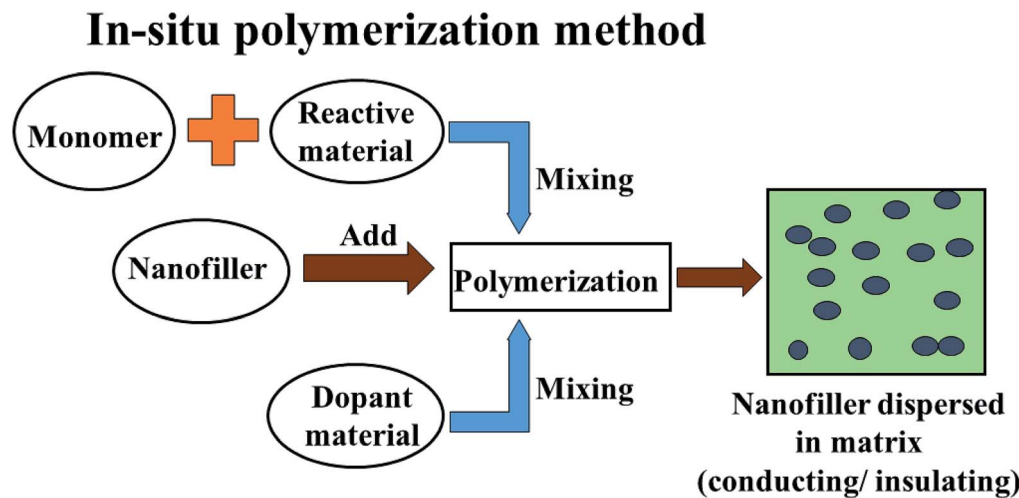 In-situ polymerization method
Monomer
Reactive
material
Mixing
Nanofiller
Add
Polymerization
Dopant
material
Mixing
Nanofiller dispersed
in matrix
(conducting/ insulating)